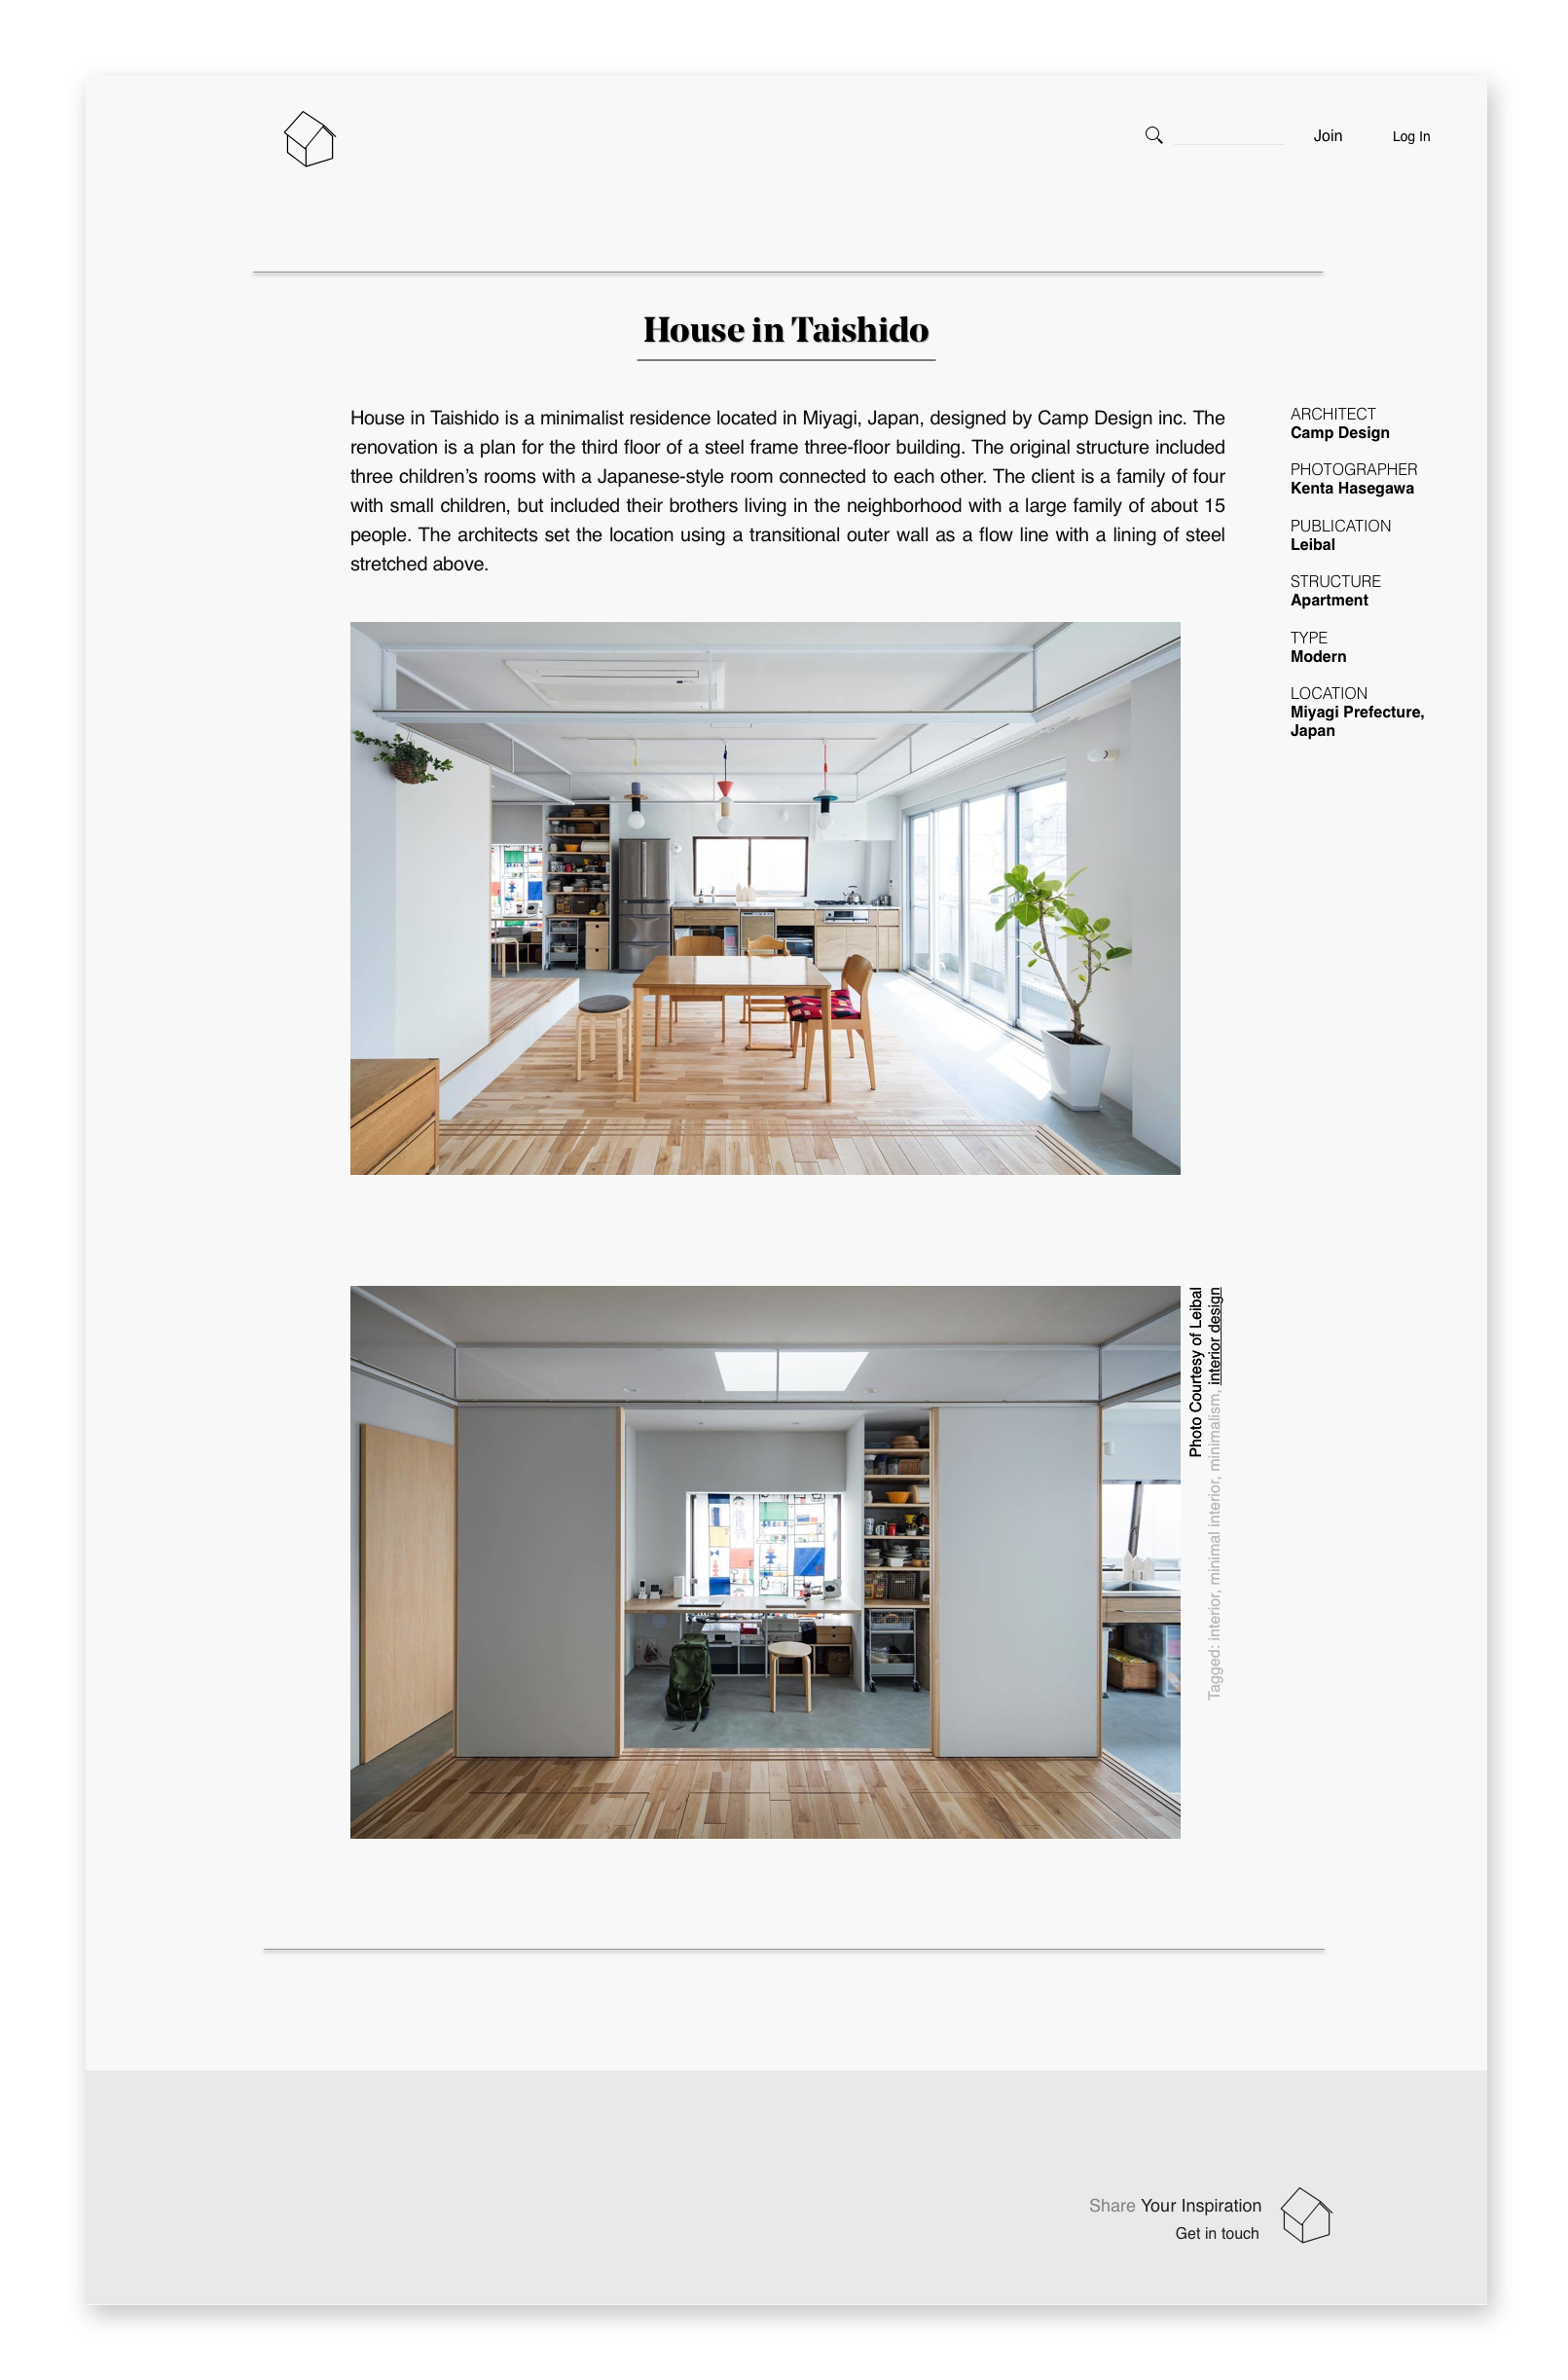 Join
Log In
House in Taishido
House in Taishido is a minimalist residence located in Miyagi, Japan, designed by Camp Design inc. The
renovation is a plan for the third floor of a steel frame three-floor building. The original structure included
three children’s rooms with a Japanese-style room connected to each other. The client is a family of four
with small children, but included their brothers living in the neighborhood with a large family of about 15
people. The architects set the location using a transitional outer wall as a flow line with a lining of steel
stretched above.
ARCHITECT
Camp Design
PHOTOGRAPHER
Kenta Hasegawa
PUBLICATION
Leibal
STRUCTURE
Apartment
TYPE
Modern
LOCATION
Miyagi Prefecture,
Japan
Photo Courtesy of Leibal
Tagged: interior, minimal interior, minimalism, interior design
Share Your Inspiration
Get in touch